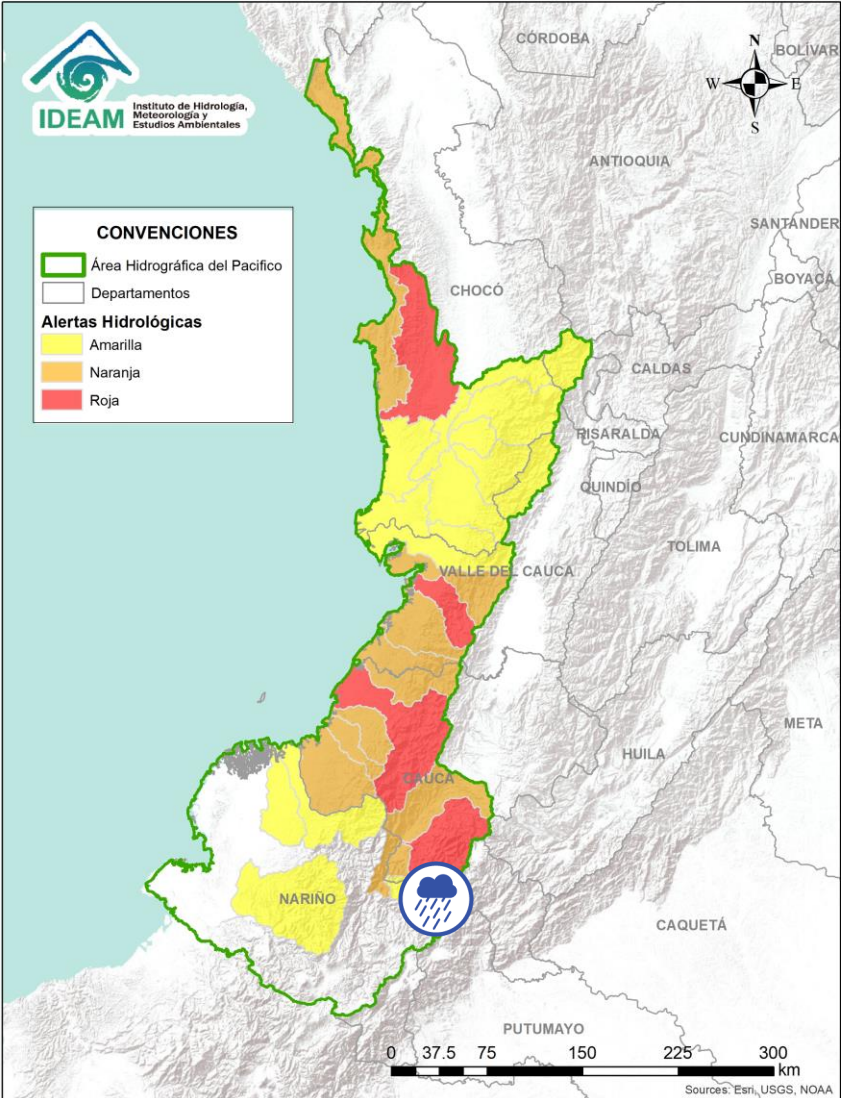 IDEAM
Instituto de Hidrología,
Meteorología y
Estudios Ambientales
CÓRDOBA
BOLÍVAR
N
W
E
S
ANTIOQUIA
SANTANDER
CONVENCIONES
Área Hidrográfica del Pacifico
Departamentos
Alertas Hidrológicas
Amarilla
Naranja
Roja
BOYACÁ
CHOCÓ
CALDAS
RISARALDA
CUNDINAMARCA
QUINDÍO
TOLIMA
VALLE DEL CAUCA
META
HUILA
CAUCA
NARIÑO
CAQUETÁ
PUTUMAYO
0 37.5 75 150 225 300
km
Sources: Esri, USGS, NOAA